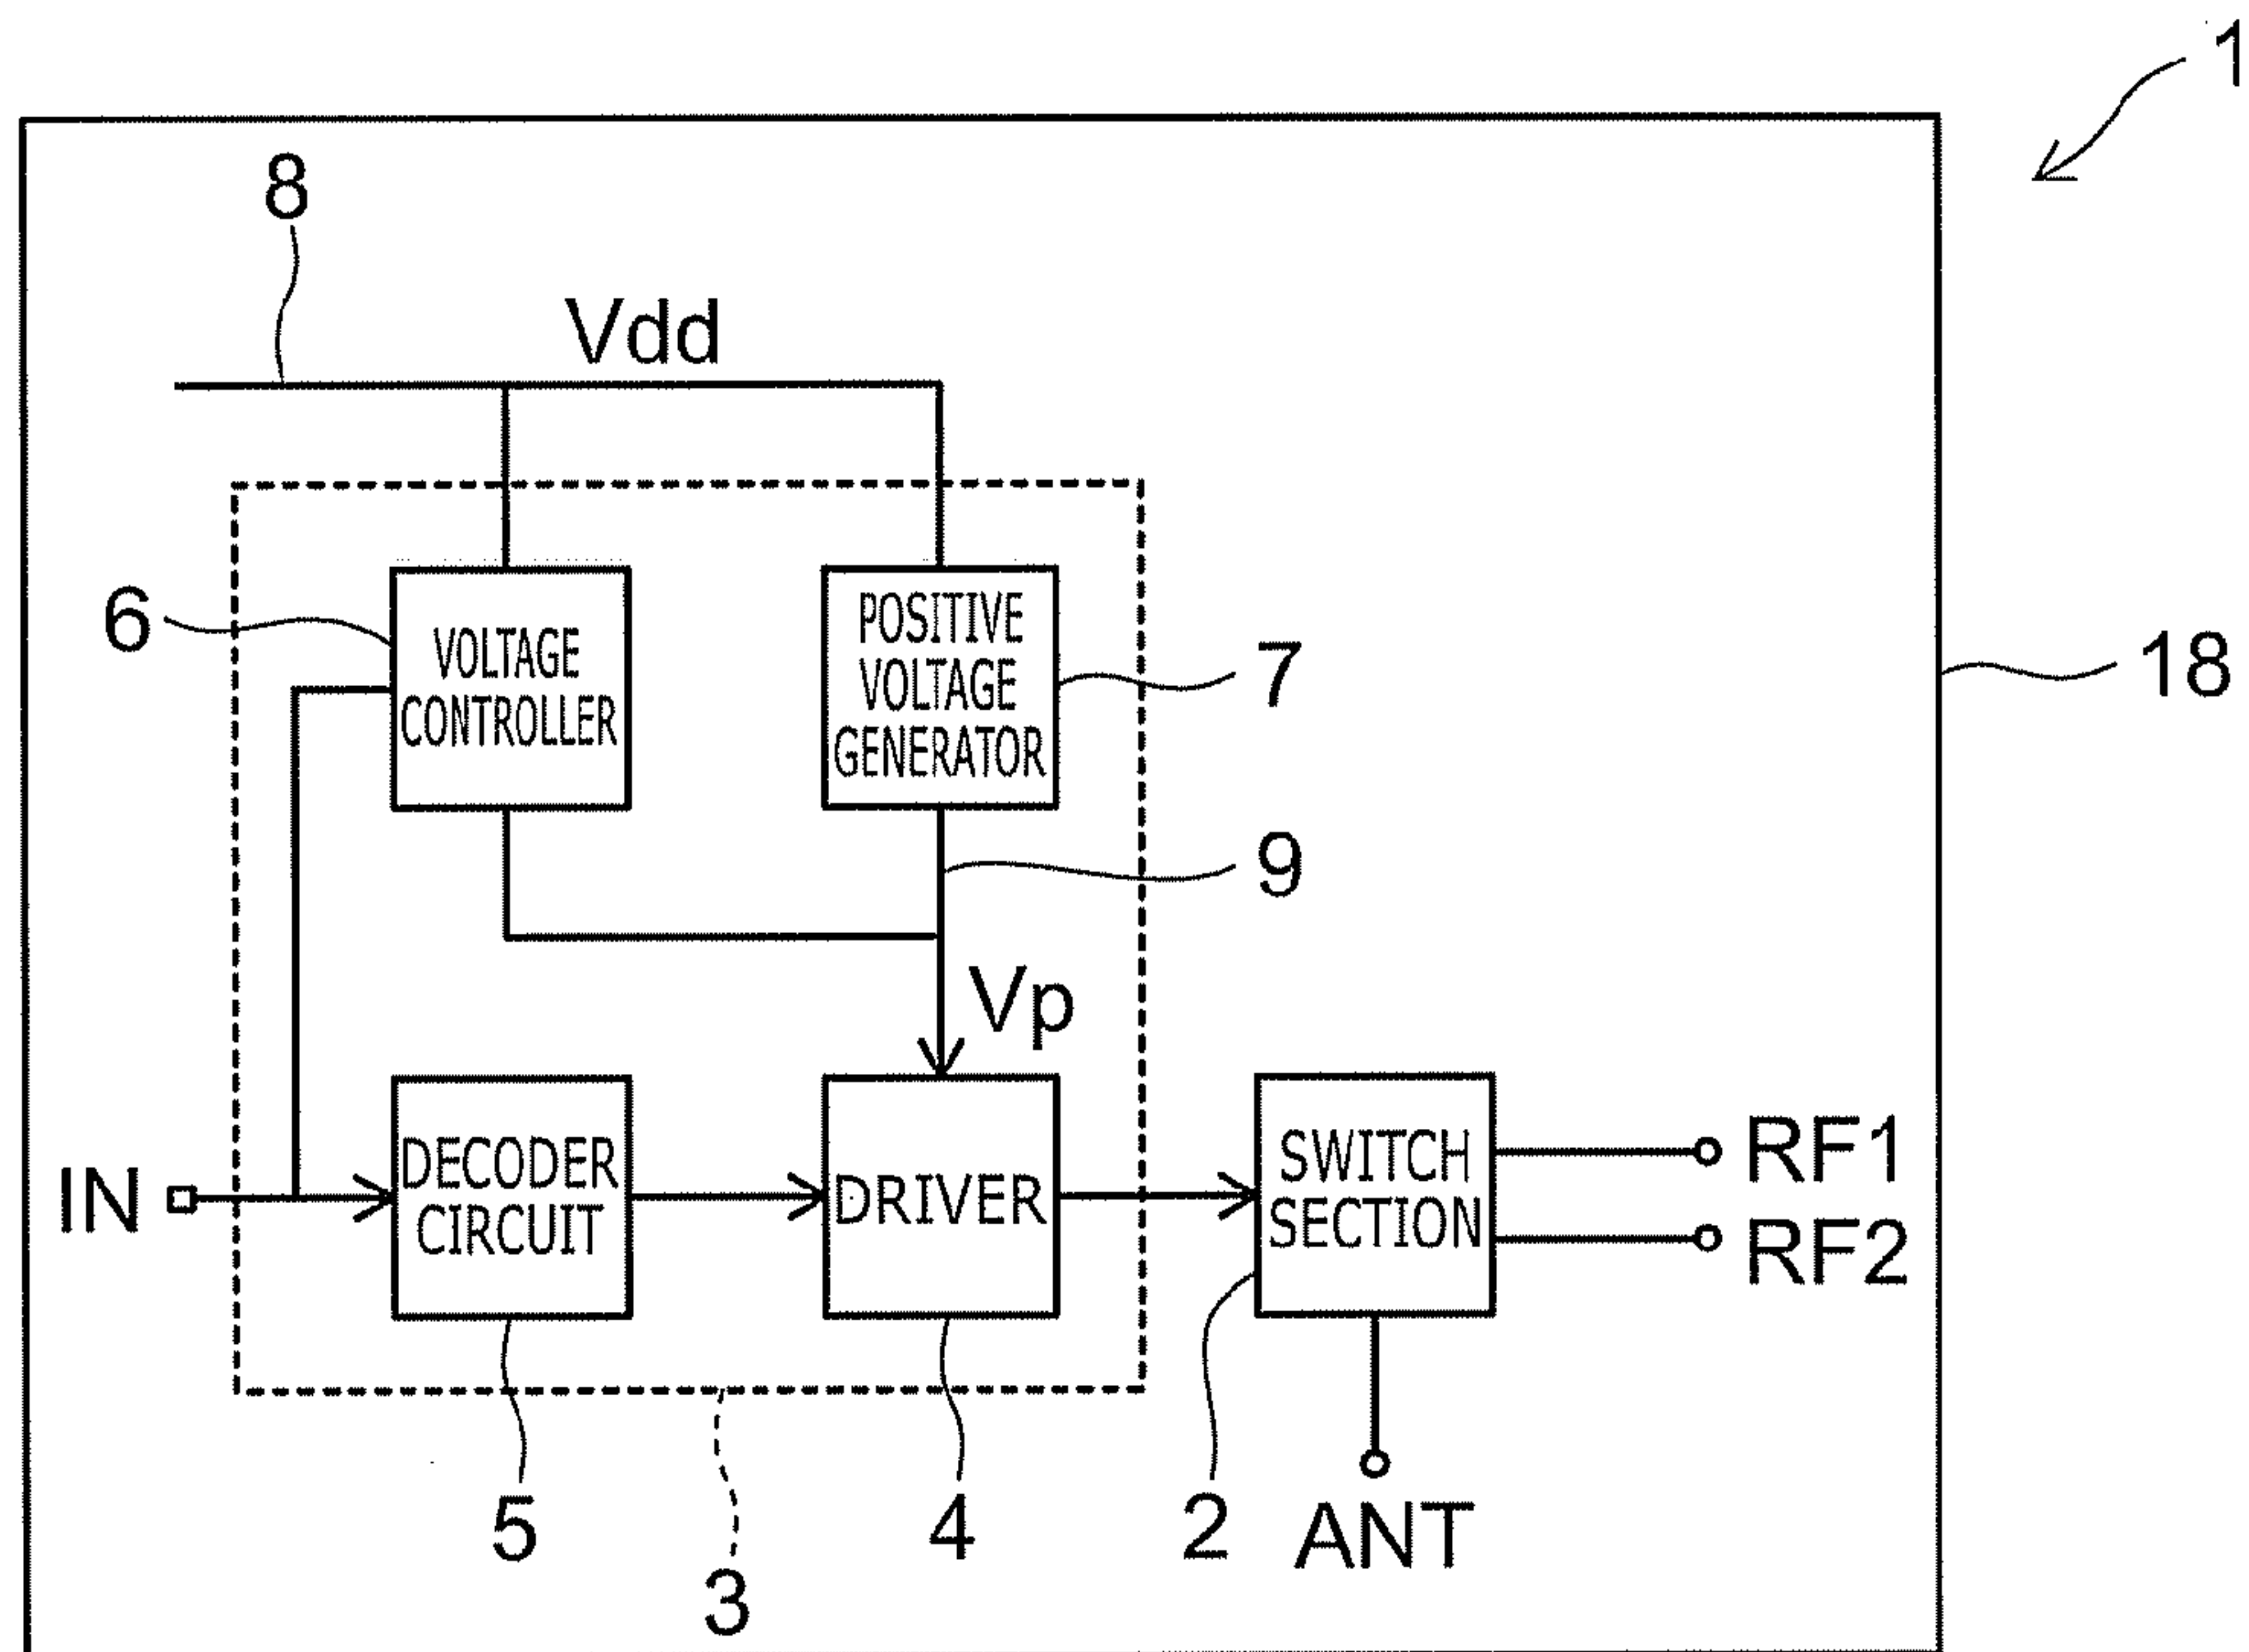 1
8
Vdd
6
VOLTAGE
CONTROLLER
POSITIVE
VOLTAGE
GENERATOR
7
18
9
Vp
IN
DECODER
CIRCUIT
DRIVER
SWITCH
SECTION
RF1
RF2
5
4
2
ANT
3